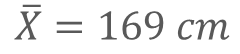 X̅ = 169 cm